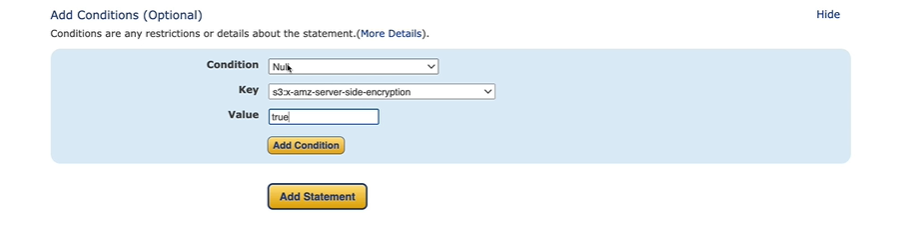 Add Conditions (Optional) Hide
Conditions are any restrictions or details about the statement.(More Details).
Condition Null
Key s3:x-amz-server-side-encryption
Value true
Add Condition
Add Statement